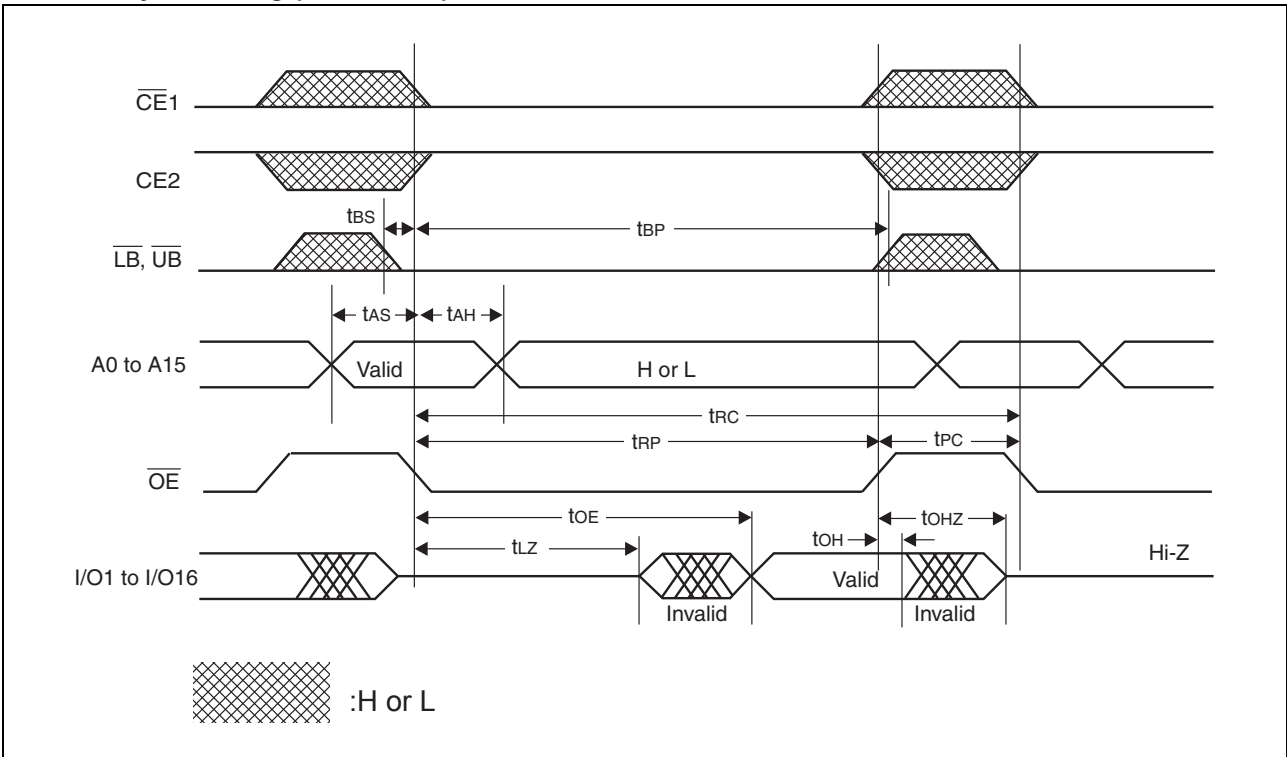 CE1
CE2
tBS
tBP
LB, UB
tAS
tAH
A0 to A15
Valid
H or L
tRC
tRP
tPC
OE
tOE
tOHZ
tLZ
tOH
Hi-Z
I/O1 to I/O16
Valid
Invalid
Invalid
:H or L